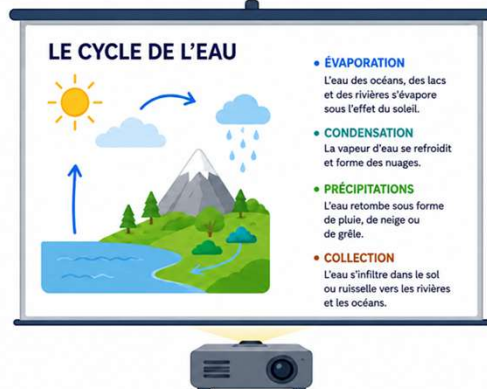 LE CYCLE DE L'EAU
• ÉVAPORATION
L'eau des océans, des lacs
et des rivières s'évapore
sous l'effet du soleil.
• CONDENSATION
La vapeur d'eau se refroidit
et forme des nuages.
• PRÉCIPITATIONS
L'eau retombe sous forme
de pluie, de neige ou
de grêle.
• COLLECTION
L'eau s'infiltre dans le sol
ou ruisselle vers les rivières
et les océans.